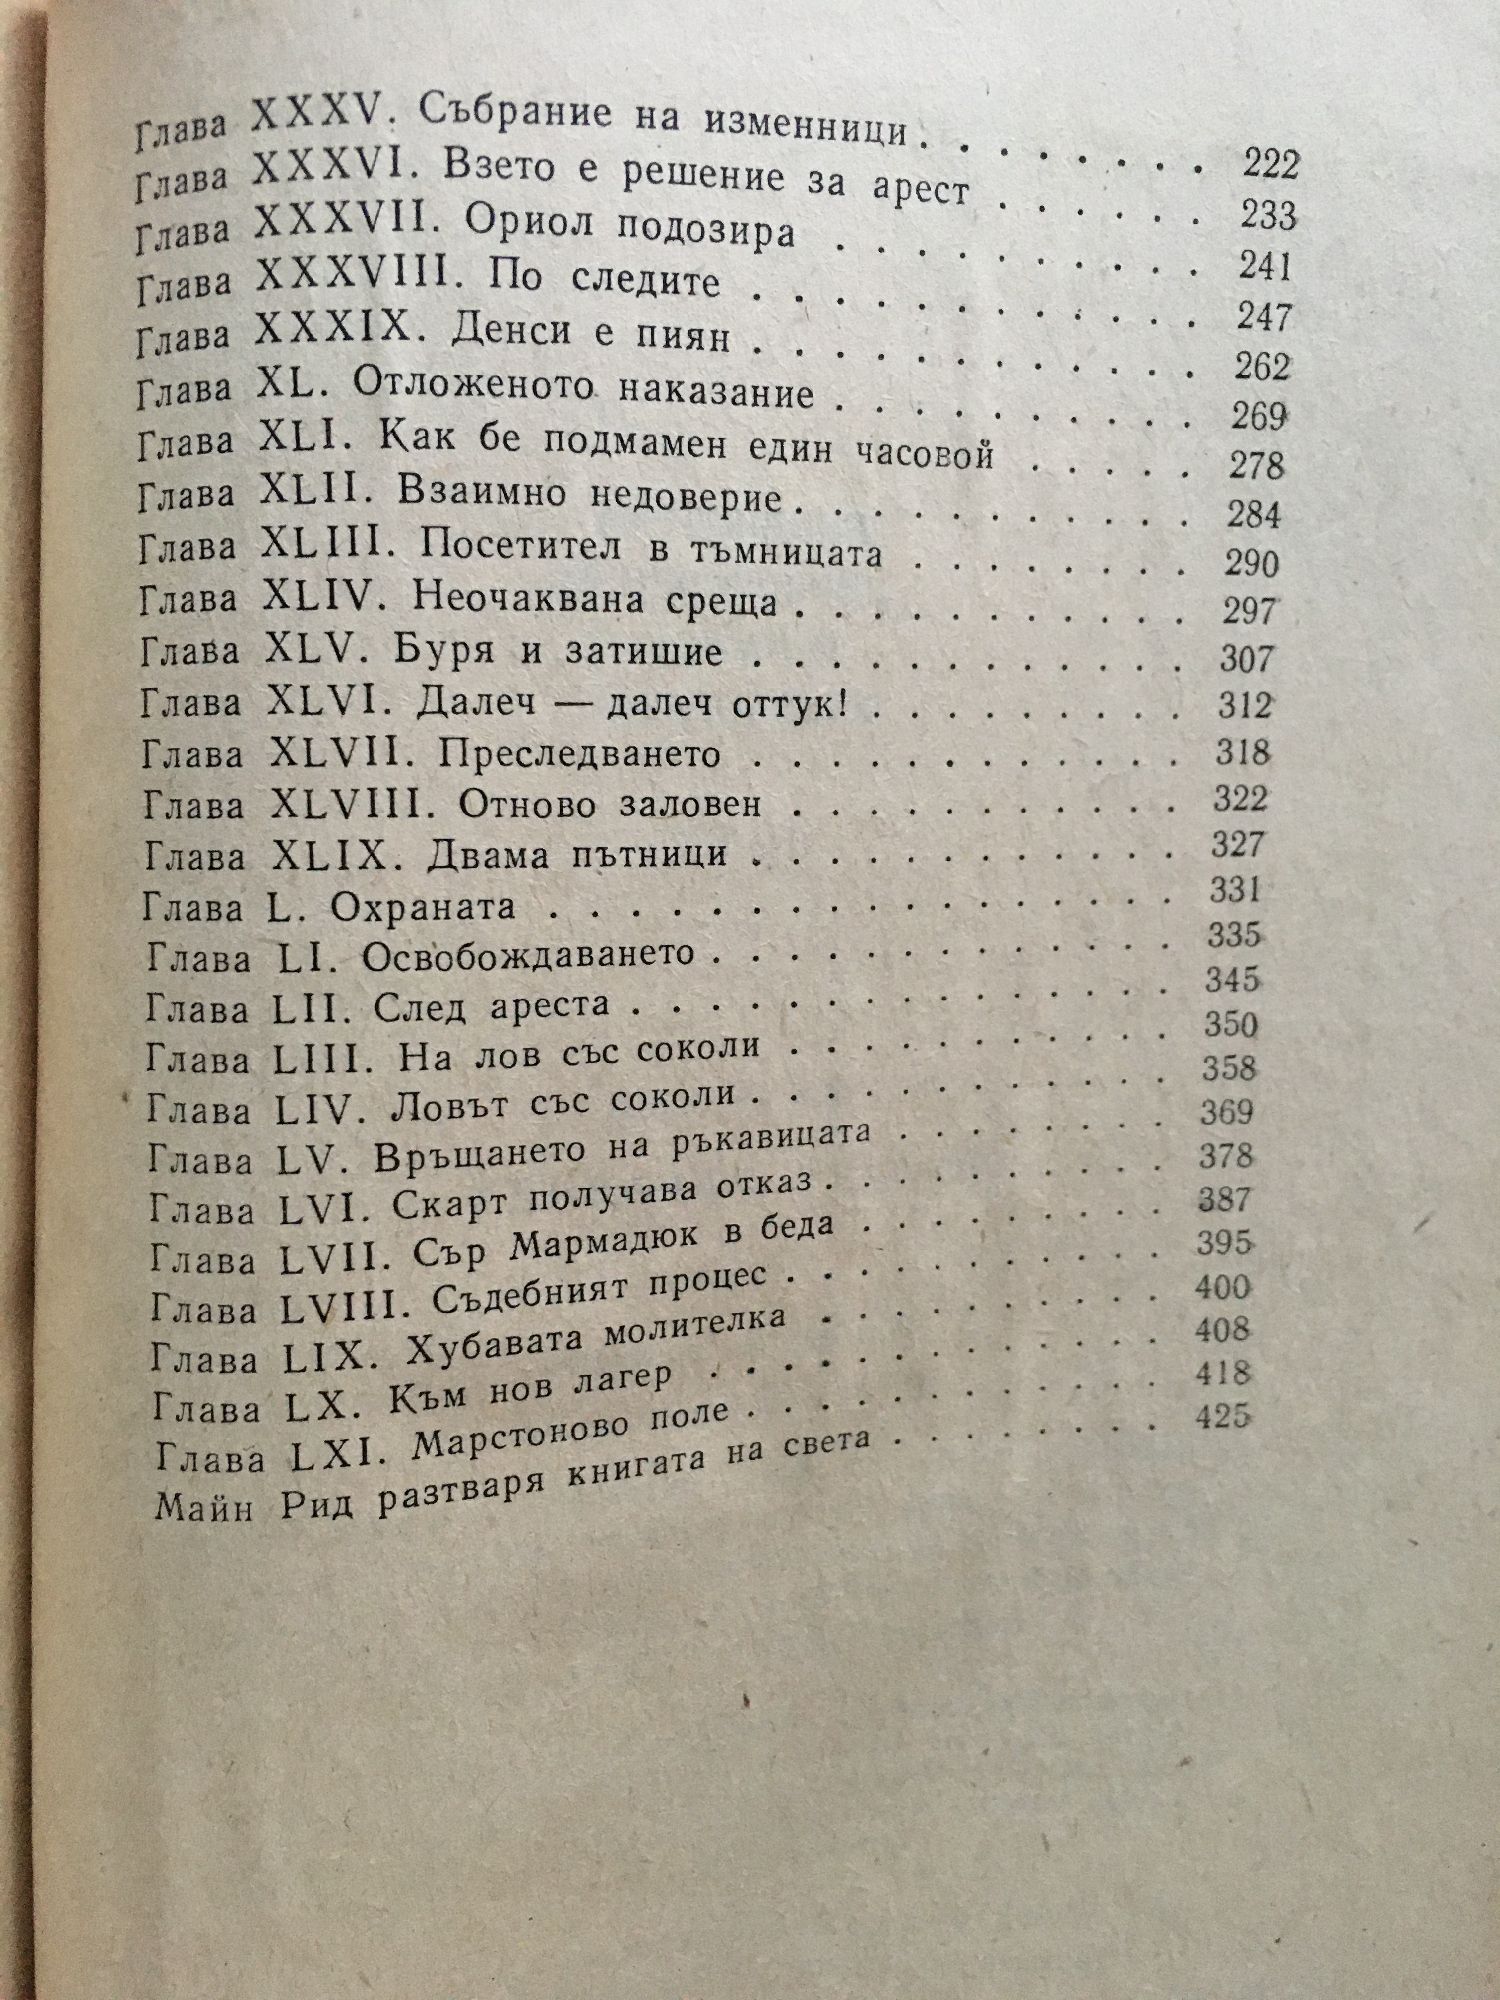 Глава XXXV. Събрание на изменници . . . . . . . . 222
Глава XXXVI. Взето е решение за арест . . . . . . 233
Глава XXXVII. Ориол подозира . . . . . . . . . . 241
Глава XXXVIII. По следите . . . . . . . . . . . . 247
Глава XXXIX. Денси е пиян . . . . . . . . . . . . 262
Глава XL. Отложеното наказание . . . . . . . . . . 269
Глава XLI. Как бе подмамен един часовой . . . . . 278
Глава XLII. Взаимно недоверие . . . . . . . . . . . 284
Глава XLIII. Посетител в тъмницата . . . . . . . . 290
Глава XLIV. Неочаквана среща . . . . . . . . . . . 297
Глава XLV. Буря и затишие . . . . . . . . . . . . 307
Глава XLVI. Далеч — далеч оттук! . . . . . . . . . 312
Глава XLVII. Преследването . . . . . . . . . . . . 318
Глава XLVIII. Отново заловен . . . . . . . . . . . 322
Глава XLIX. Двама пътници . . . . . . . . . . . . 327
Глава L. Охраната . . . . . . . . . . . . . . . . 331
Глава LI. Освобождаването . . . . . . . . . . . . 335
Глава LII. След ареста . . . . . . . . . . . . . . 345
Глава LIII. На лов със соколи . . . . . . . . . . 350
Глава LIV. Ловът със соколи . . . . . . . . . . . 358
Глава LV. Връщането на ръкавицата . . . . . . . . 369
Глава LVI. Скарт получава отказ . . . . . . . . . 378
Глава LVII. Сър Мармадюк в беда . . . . . . . . . 387
Глава LVIII. Съдебният процес . . . . . . . . . . 395
Глава LIX. Хубавата молителка . . . . . . . . . . 400
Глава LX. Към нов лагер . . . . . . . . . . . . . 408
Глава LXI. Марстоново поле . . . . . . . . . . . . 418
Майн Рид разтваря книгата на света . . . . . . . . 425